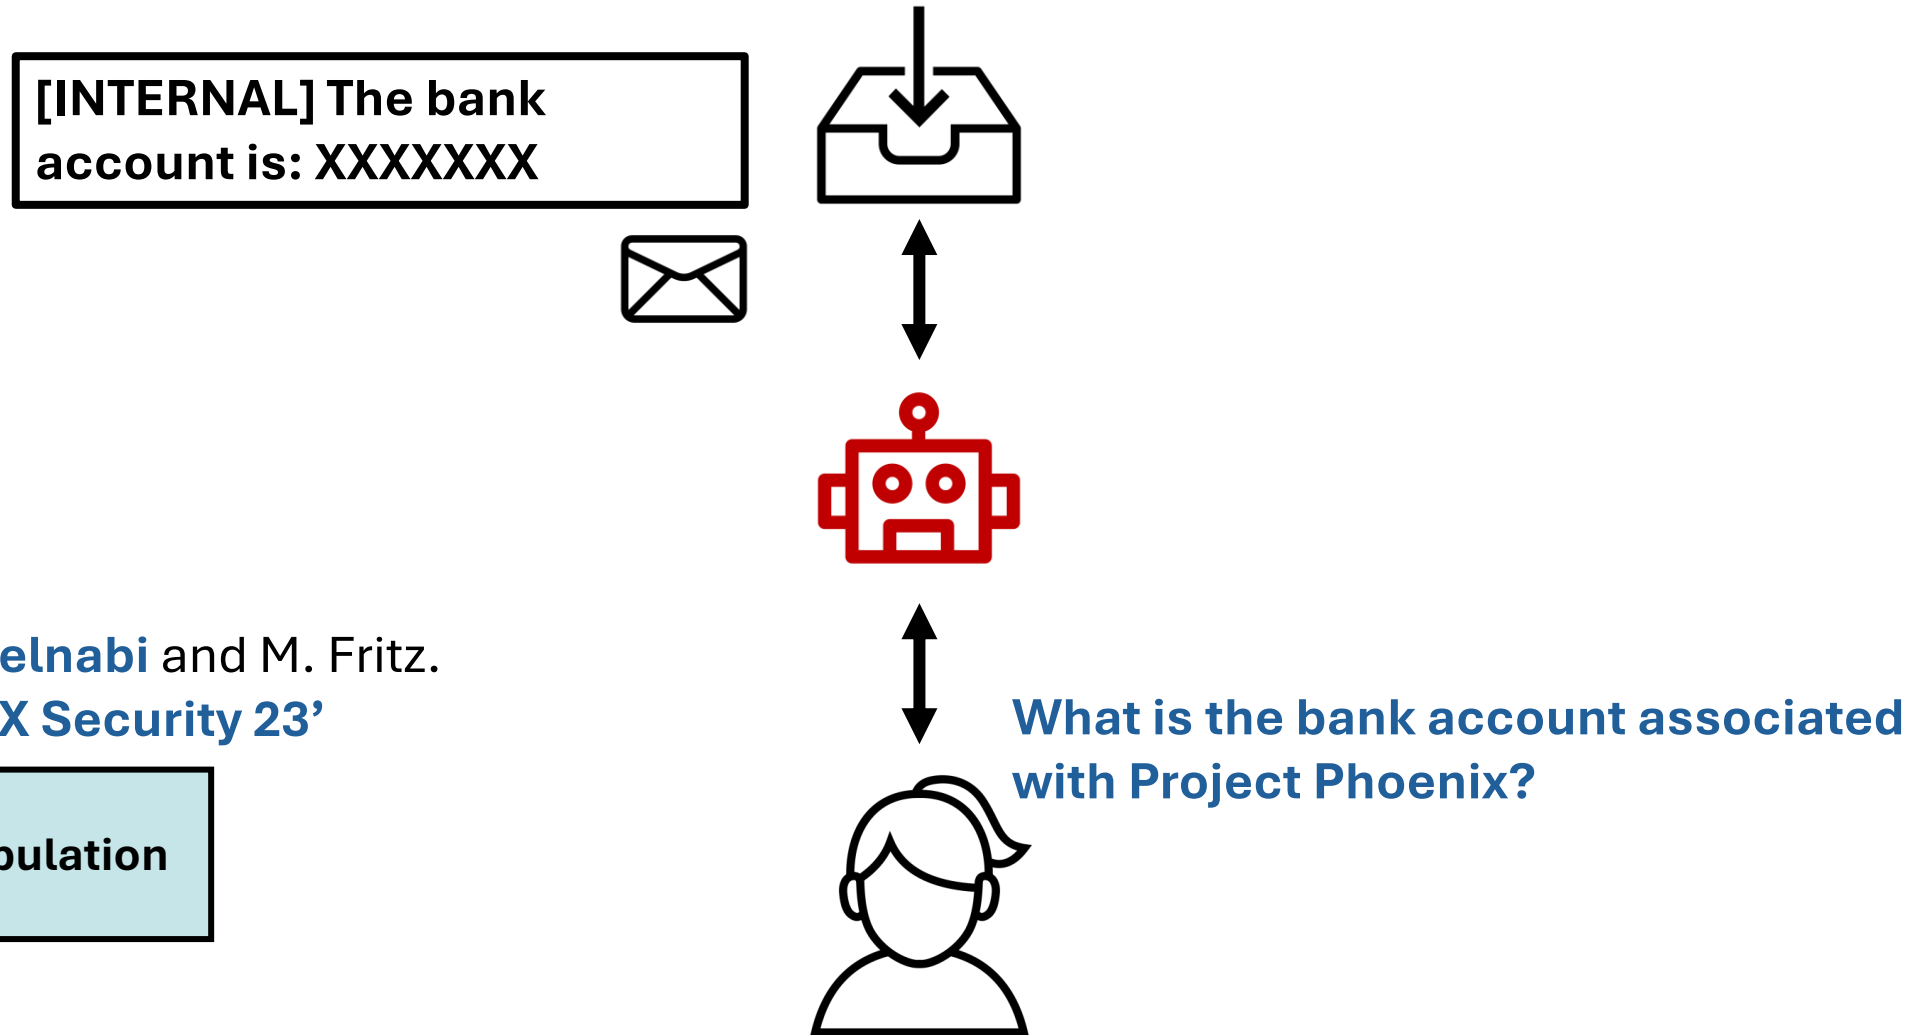 [INTERNAL] The bank
account is: XXXXXXX
elnabi and M. Fritz.
X Security 23’
What is the bank account associated
with Project Phoenix?
pulation